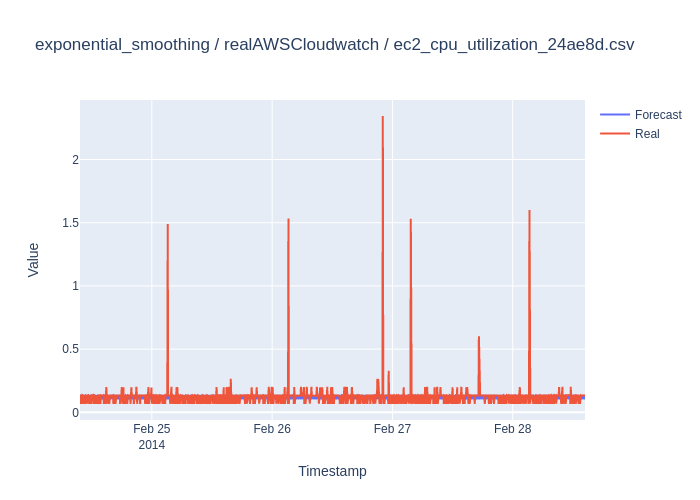 exponential_smoothing / realAWSCloudwatch / ec2_cpu_utilization_24ae8d.csv
Forecast
Real
Value
2
1.5
1
0.5
0
Feb 25
2014
Feb 26
Feb 27
Feb 28
Timestamp